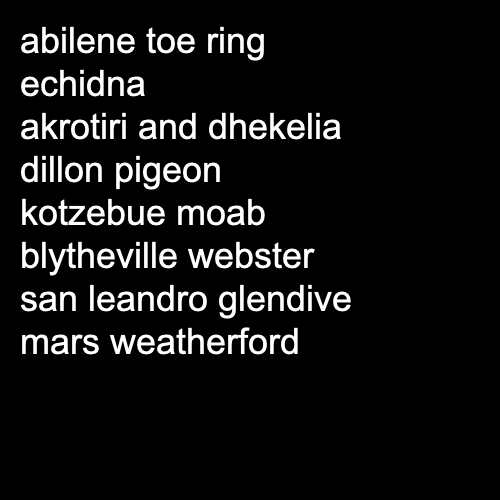 abilene toe ring
echidna
akrotiri and dhekelia
dillon pigeon
kotzebue moab
blytheville webster
san leandro glendive
mars weatherford